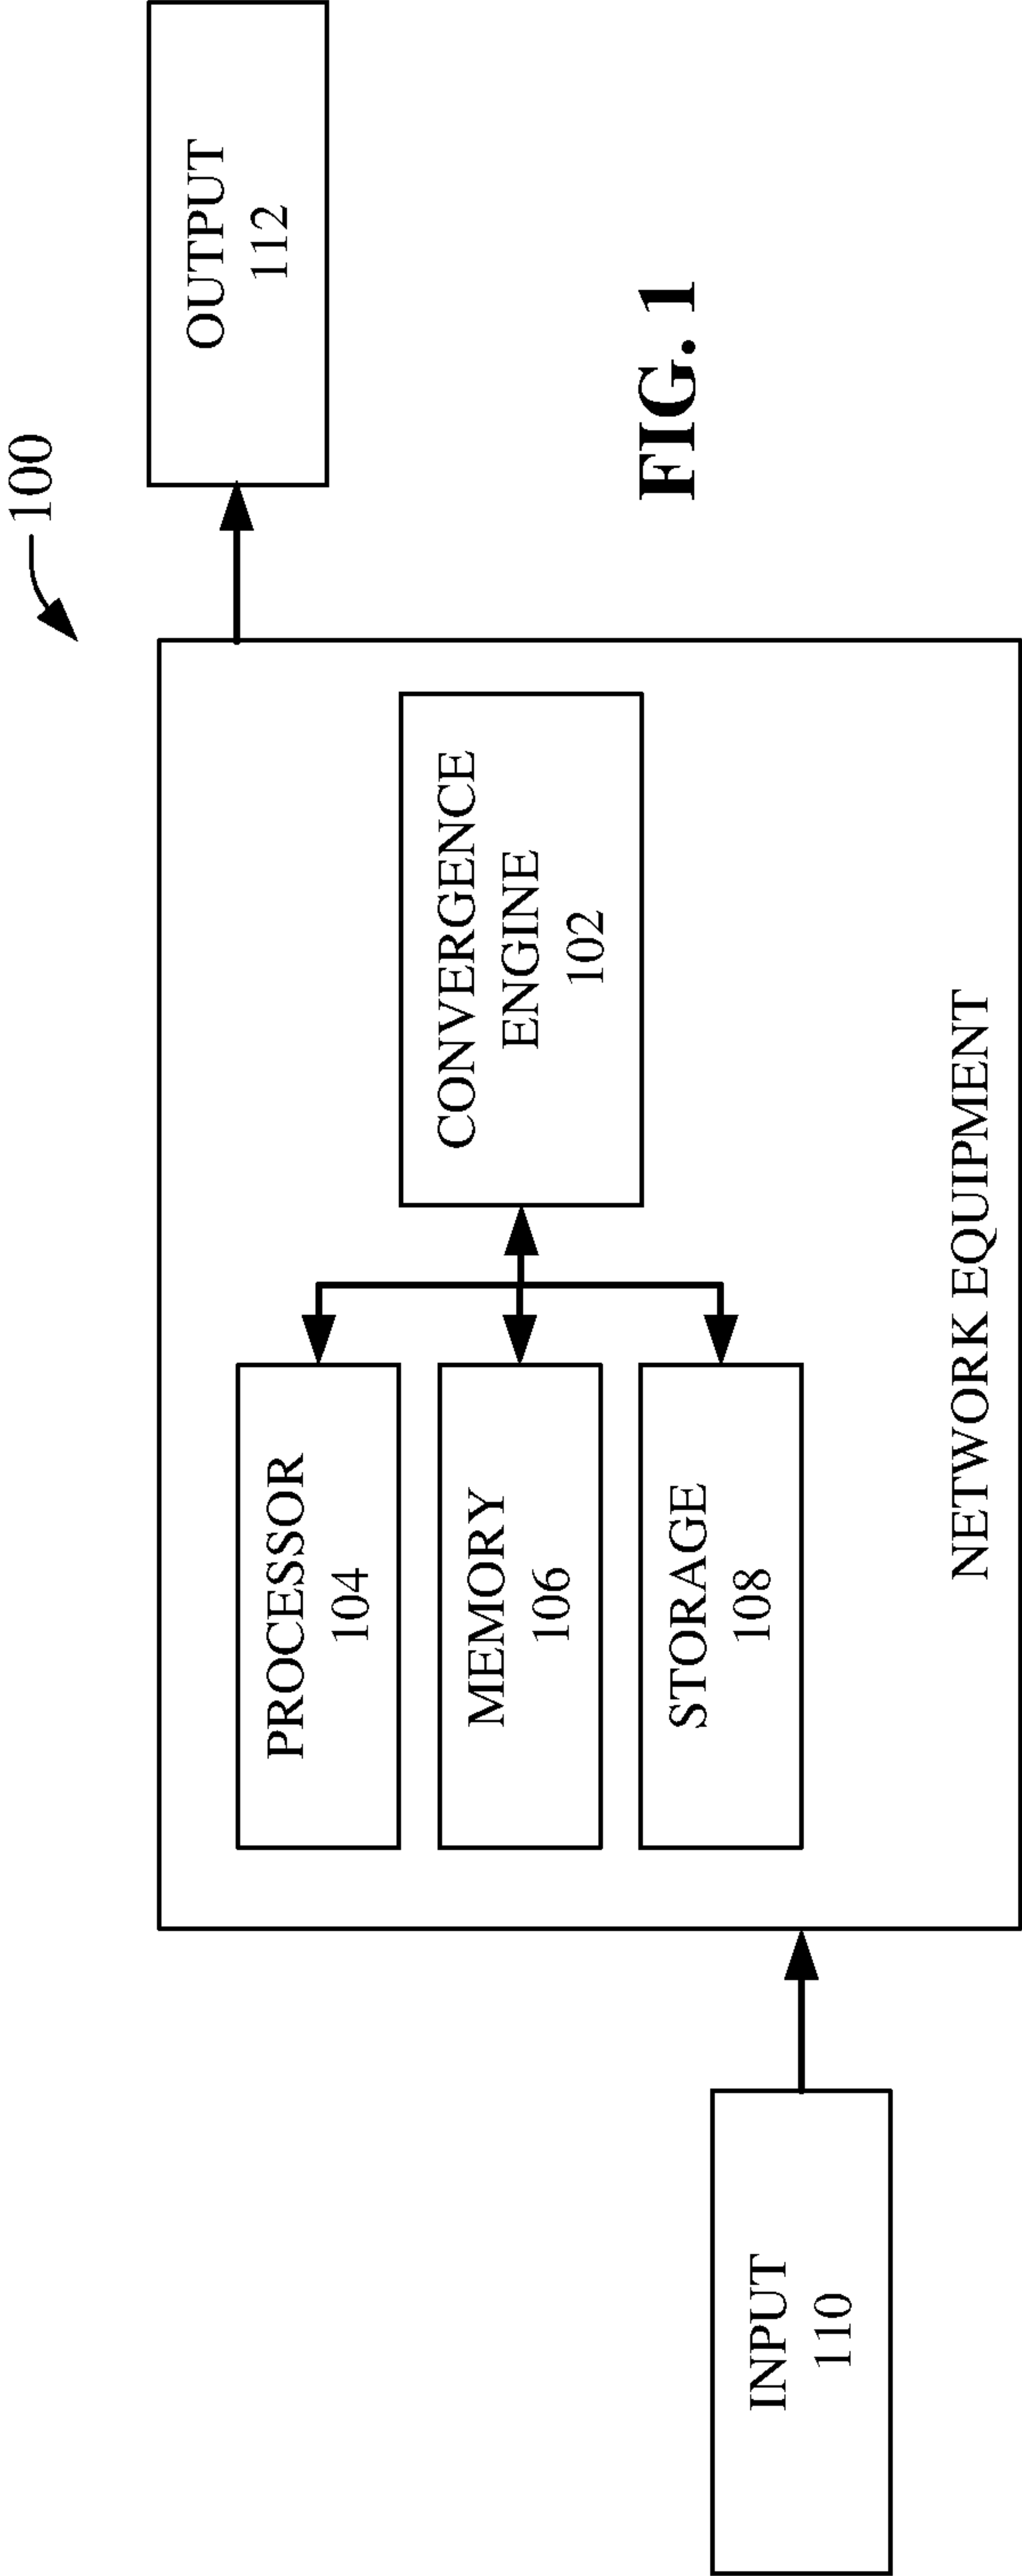 100
OUTPUT
112
PROCESSOR
104
MEMORY
106
CONVERGENCE
ENGINE
102
STORAGE
108
INPUT
110
NETWORK EQUIPMENT
FIG. 1